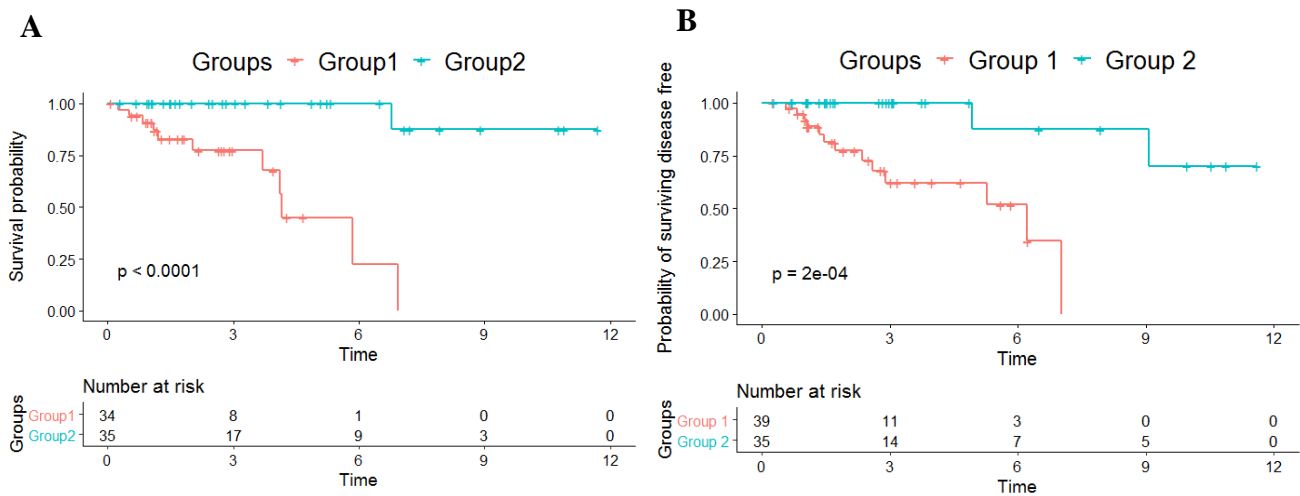 A
Groups Group1 Group2
Survival probability
1.00
0.75
0.50
0.25
0.00
p < 0.0001
0 3 6 9 12
Time
Number at risk
Groups
Group1 34 8 1 0 0
Group2 35 17 9 3 0
0 3 6 9 12
Time
B
Groups Group 1 Group 2
Probability of surviving disease free
1.00
0.75
0.50
0.25
0.00
p = 2e-04
0 3 6 9 12
Time
Number at risk
Groups
Group 1 39 11 3 0 0
Group 2 35 14 7 5 0
0 3 6 9 12
Time